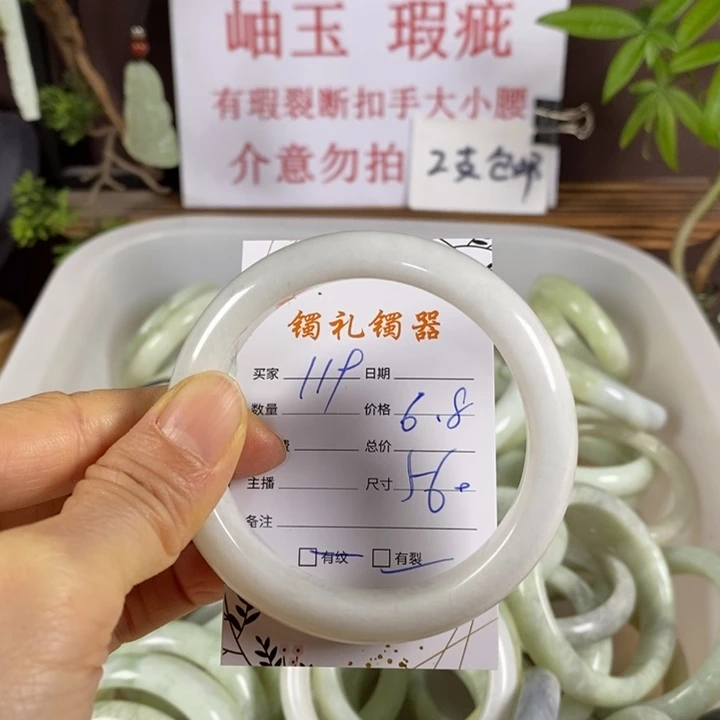 岫玉 瑕疵
有瑕裂断扣手大小腰
介意勿拍
2支包邮
镯礼镯器
买家 119 日期
数量 价格 6.8
费 总价
主播 尺寸 56
备注
有纹 有裂